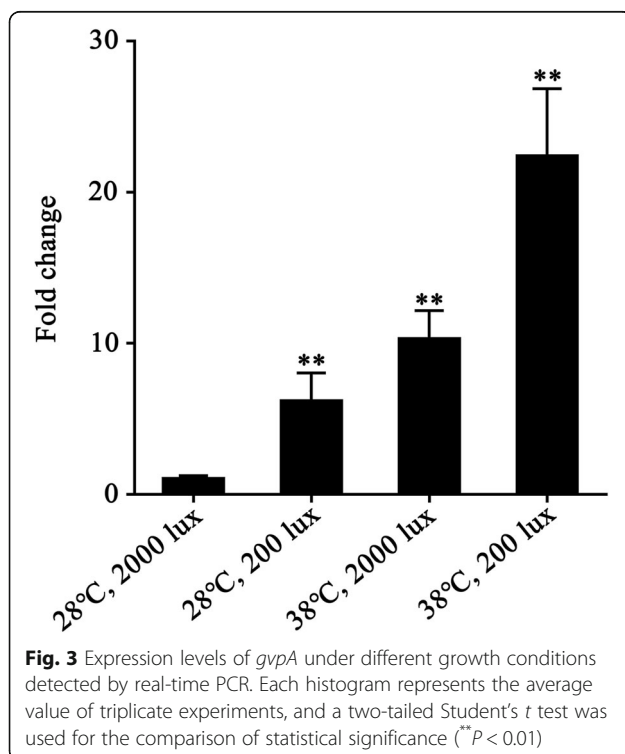 30
20
10
0
Fold change
**
**
**
28°C, 2000 lux
28°C, 200 lux
38°C, 2000 lux
38°C, 200 lux
Fig. 3 Expression levels of gvpA under different growth conditions
detected by real-time PCR. Each histogram represents the average
value of triplicate experiments, and a two-tailed Student’s t test was
used for the comparison of statistical significance (**P < 0.01)